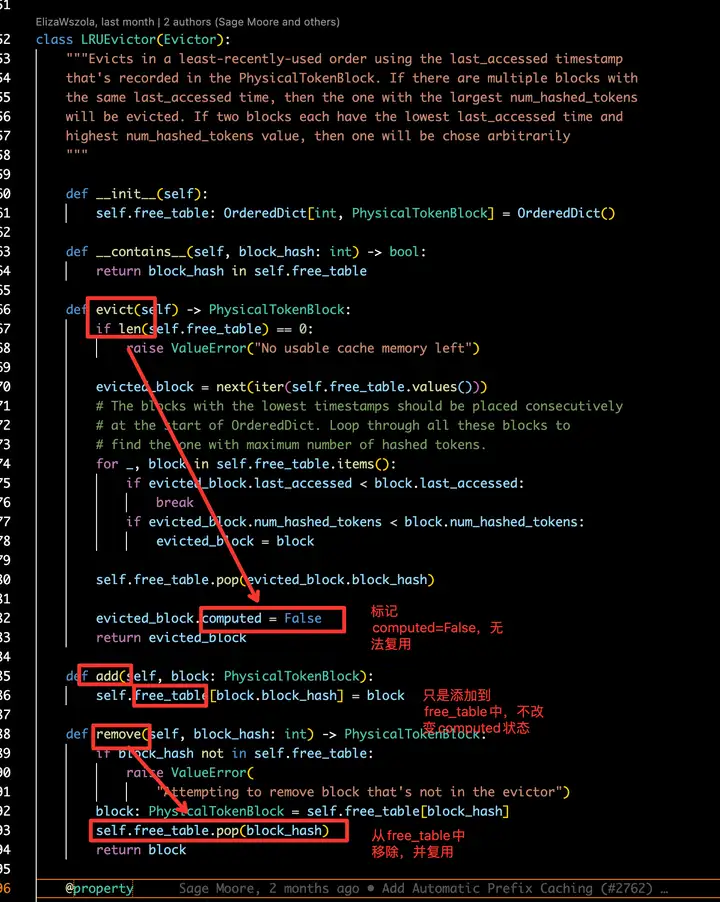 51
ElizaWszola, last month | 2 authors (Sage Moore and others)
52 class LRUEvictor(Evictor):
53 """Evicts in a least-recently-used order using the last_accessed timestamp
54 that's recorded in the PhysicalTokenBlock. If there are multiple blocks with
55 the same last_accessed time, then the one with the largest num_hashed_tokens
56 will be evicted. If two blocks each have the lowest last_accessed time and
57 highest num_hashed_tokens value, then one will be chose arbitrarily
58 """
59
60 def __init__(self):
61 self.free_table: OrderedDict[int, PhysicalTokenBlock] = OrderedDict()
62
63 def __contains__(self, block_hash: int) -> bool:
64 return block_hash in self.free_table
65
66 def evict(self) -> PhysicalTokenBlock:
67 if len(self.free_table) == 0:
68 raise ValueError("No usable cache memory left")
70 evicted_block = next(iter(self.free_table.values()))
71 # The blocks with the lowest timestamps should be placed consecutively
72 # at the start of OrderedDict. Loop through all these blocks to
73 # find the one with maximum number of hashed tokens.
74 for _, block in self.free_table.items():
75 if evicted_block.last_accessed < block.last_accessed:
76 break
77 if evicted_block.num_hashed_tokens < block.num_hashed_tokens:
78 evicted_block = block
79
80 self.free_table.pop(evicted_block.block_hash)
81
82 evicted_block.computed = False
83 return evicted_block
标记
computed=False，无
法复用
84
85 def add(self, block: PhysicalTokenBlock):
86 self.free_table[block.block_hash] = block
只是添加到
free_table中，不改
变computed状态
87
88 def remove(self, block_hash: int) -> PhysicalTokenBlock:
89 if block_hash not in self.free_table:
90 raise ValueError(
91 "Attempting to remove block that's not in the evictor")
92 block: PhysicalTokenBlock = self.free_table[block_hash]
93 self.free_table.pop(block_hash)
94 return block
从free_table中
移除，并复用
95
96 @property Sage Moore, 2 months ago • Add Automatic Prefix Caching (#2762) …